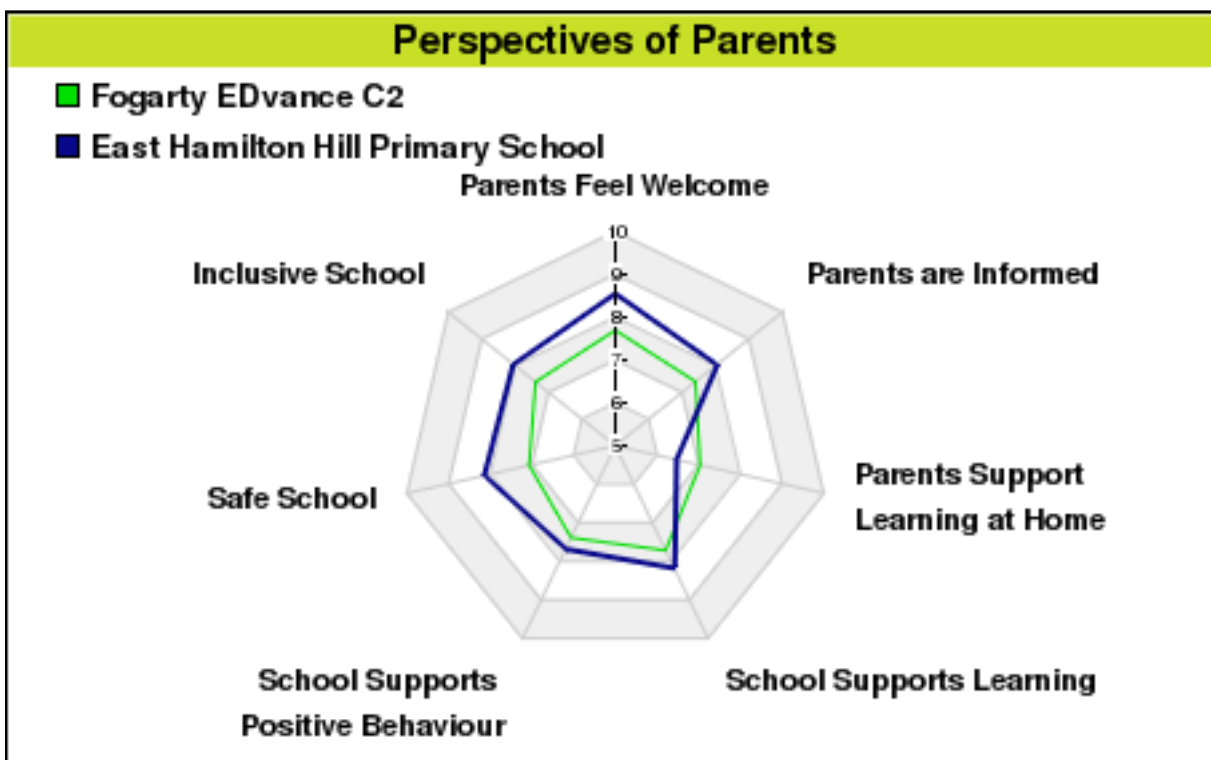 Perspectives of Parents
Fogarty EDvance C2
East Hamilton Hill Primary School
Parents Feel Welcome
10
Inclusive School
9-
Parents are Informed
8-
7-
6-
5-
Parents Support
Safe School
Learning at Home
School Supports
School Supports Learning
Positive Behaviour